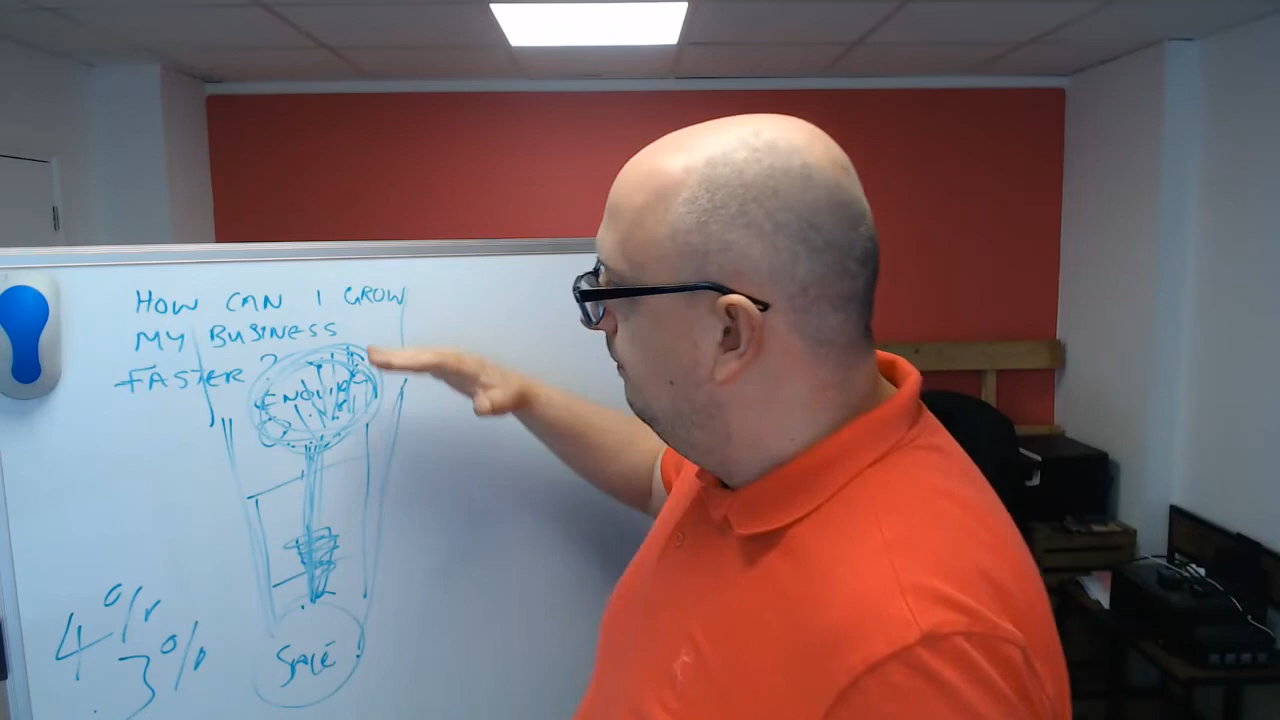 HOW CAN I GROW
MY BUSINESS
FASTER ?
ENQUIRY
SALE
4%
3%